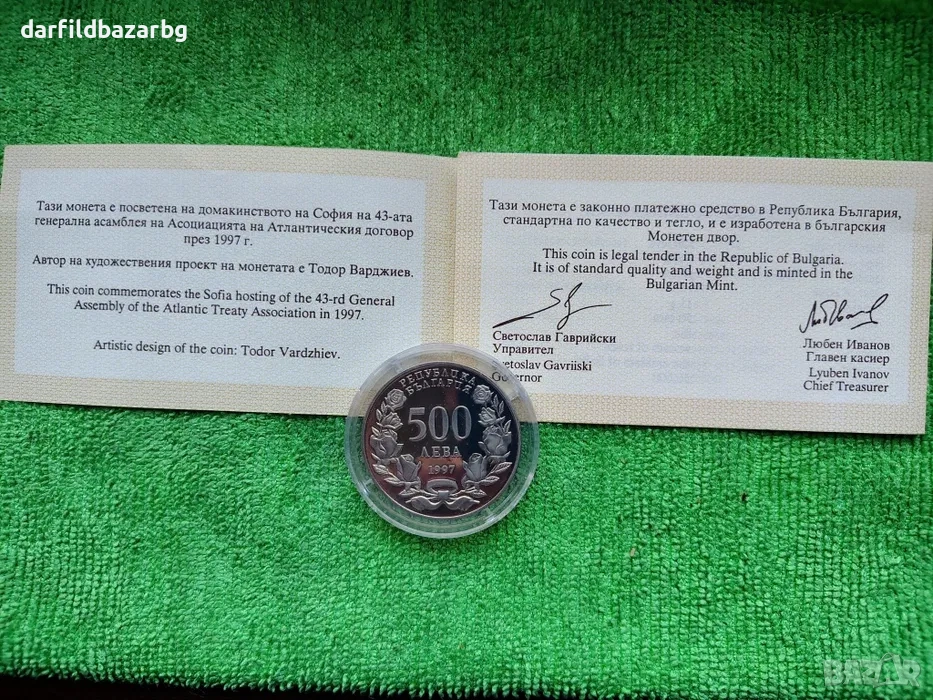 darfildbazarbg
Тази монета е посветена на домакинството на София на 43-ата
генерална асамблея на Асоциацията на Атлантическия договор
през 1997 г.
Автор на художествения проект на монетата е Тодор Варджиев.
This coin commemorates the Sofia hosting of the 43-rd General
Assembly of the Atlantic Treaty Association in 1997.
Artistic design of the coin: Todor Vardzhiev.
Тази монета е законно платежно средство в Република България,
стандартна по качество и тегло, и е изработена в българския
Монетен двор.
This coin is legal tender in the Republic of Bulgaria.
It is of standard quality and weight and is minted in the
Bulgarian Mint.
Светослав Гаврийски
Управител
Svetoslav Gavriiski
Governor
Любен Иванов
Главен касиер
Lyuben Ivanov
Chief Treasurer
РЕПУБЛИКА
БЪЛГАРИЯ
500
ЛЕВА
1997
BAZAR